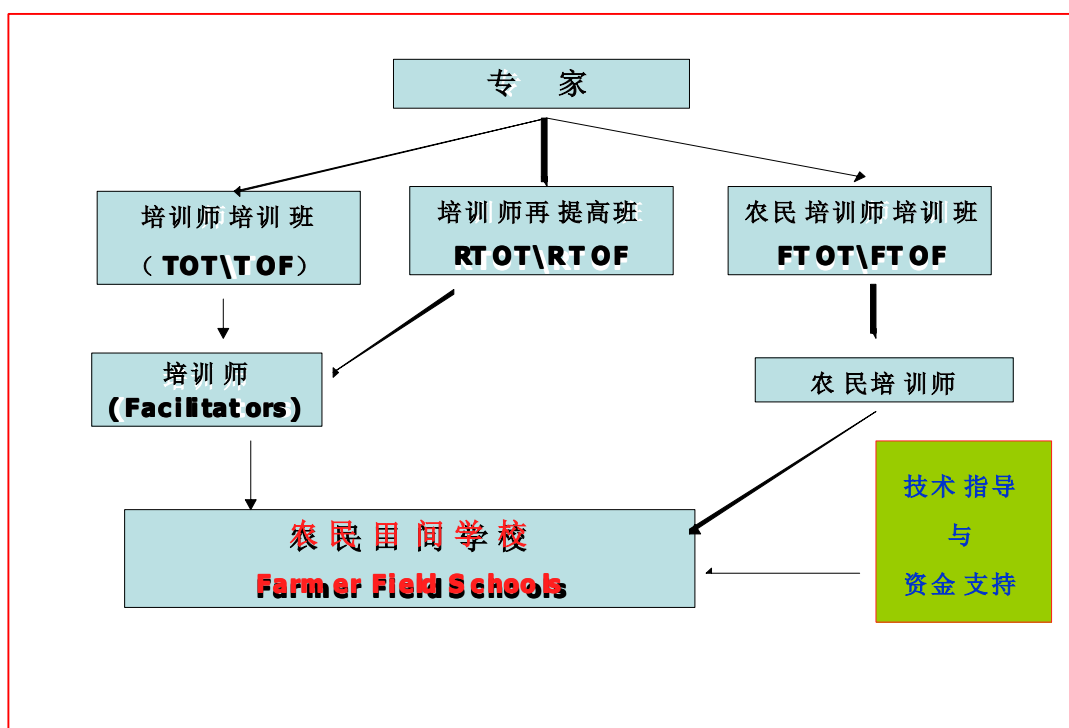 专 家
培训师培训班
（TOT\TOF）
培训师再提高班
RTOT\RTOF
农民培训师培训班
FTOT\FTOF
培训师
(Facilitators)
农民培训师
技术指导
与
资金支持
农民田间学校
Farmer Field Schools